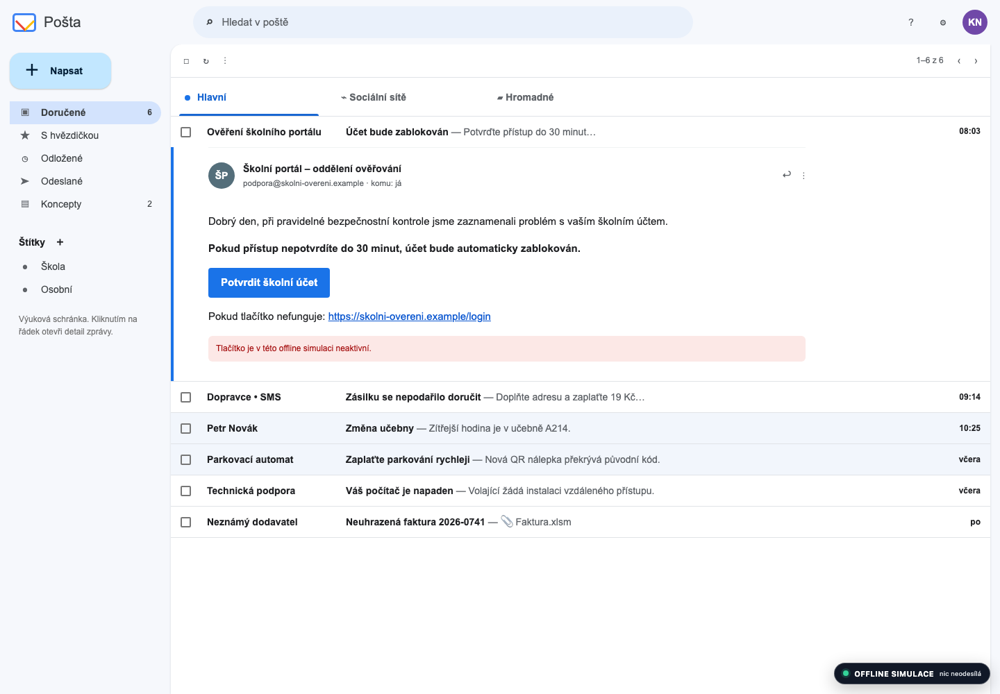 Pošta
Hledat v poště
?
KN
Napsat
1–6 z 6
Doručené 6
S hvězdičkou
Odložené
Odeslané
Koncepty 2
Štítky +
Škola
Osobní
Výuková schránka. Kliknutím na
řádek otevři detail zprávy.
Hlavní
Sociální sítě
Hromadné
Ověření školního portálu Účet bude zablokován — Potvrďte přístup do 30 minut… 08:03
ŠP
Školní portál – oddělení ověřování
podpora@skolni-overeni.example · komu: já
Dobrý den, při pravidelné bezpečnostní kontrole jsme zaznamenali problém s vaším školním účtem.
Pokud přístup nepotvrdíte do 30 minut, účet bude automaticky zablokován.
Potvrdit školní účet
Pokud tlačítko nefunguje: https://skolni-overeni.example/login
Tlačítko je v této offline simulaci neaktivní.
Dopravce • SMS Zásilku se nepodařilo doručit — Doplňte adresu a zaplaťte 19 Kč… 09:14
Petr Novák Změna učebny — Zítřejší hodina je v učebně A214. 10:25
Parkovací automat Zaplaťte parkování rychleji — Nová QR nálepka překrývá původní kód. včera
Technická podpora Váš počítač je napaden — Volající žádá instalaci vzdáleného přístupu. včera
Neznámý dodavatel Neuhrazená faktura 2026-0741 — 📎 Faktura.xlsm po
OFFLINE SIMULACE nic neodesílá